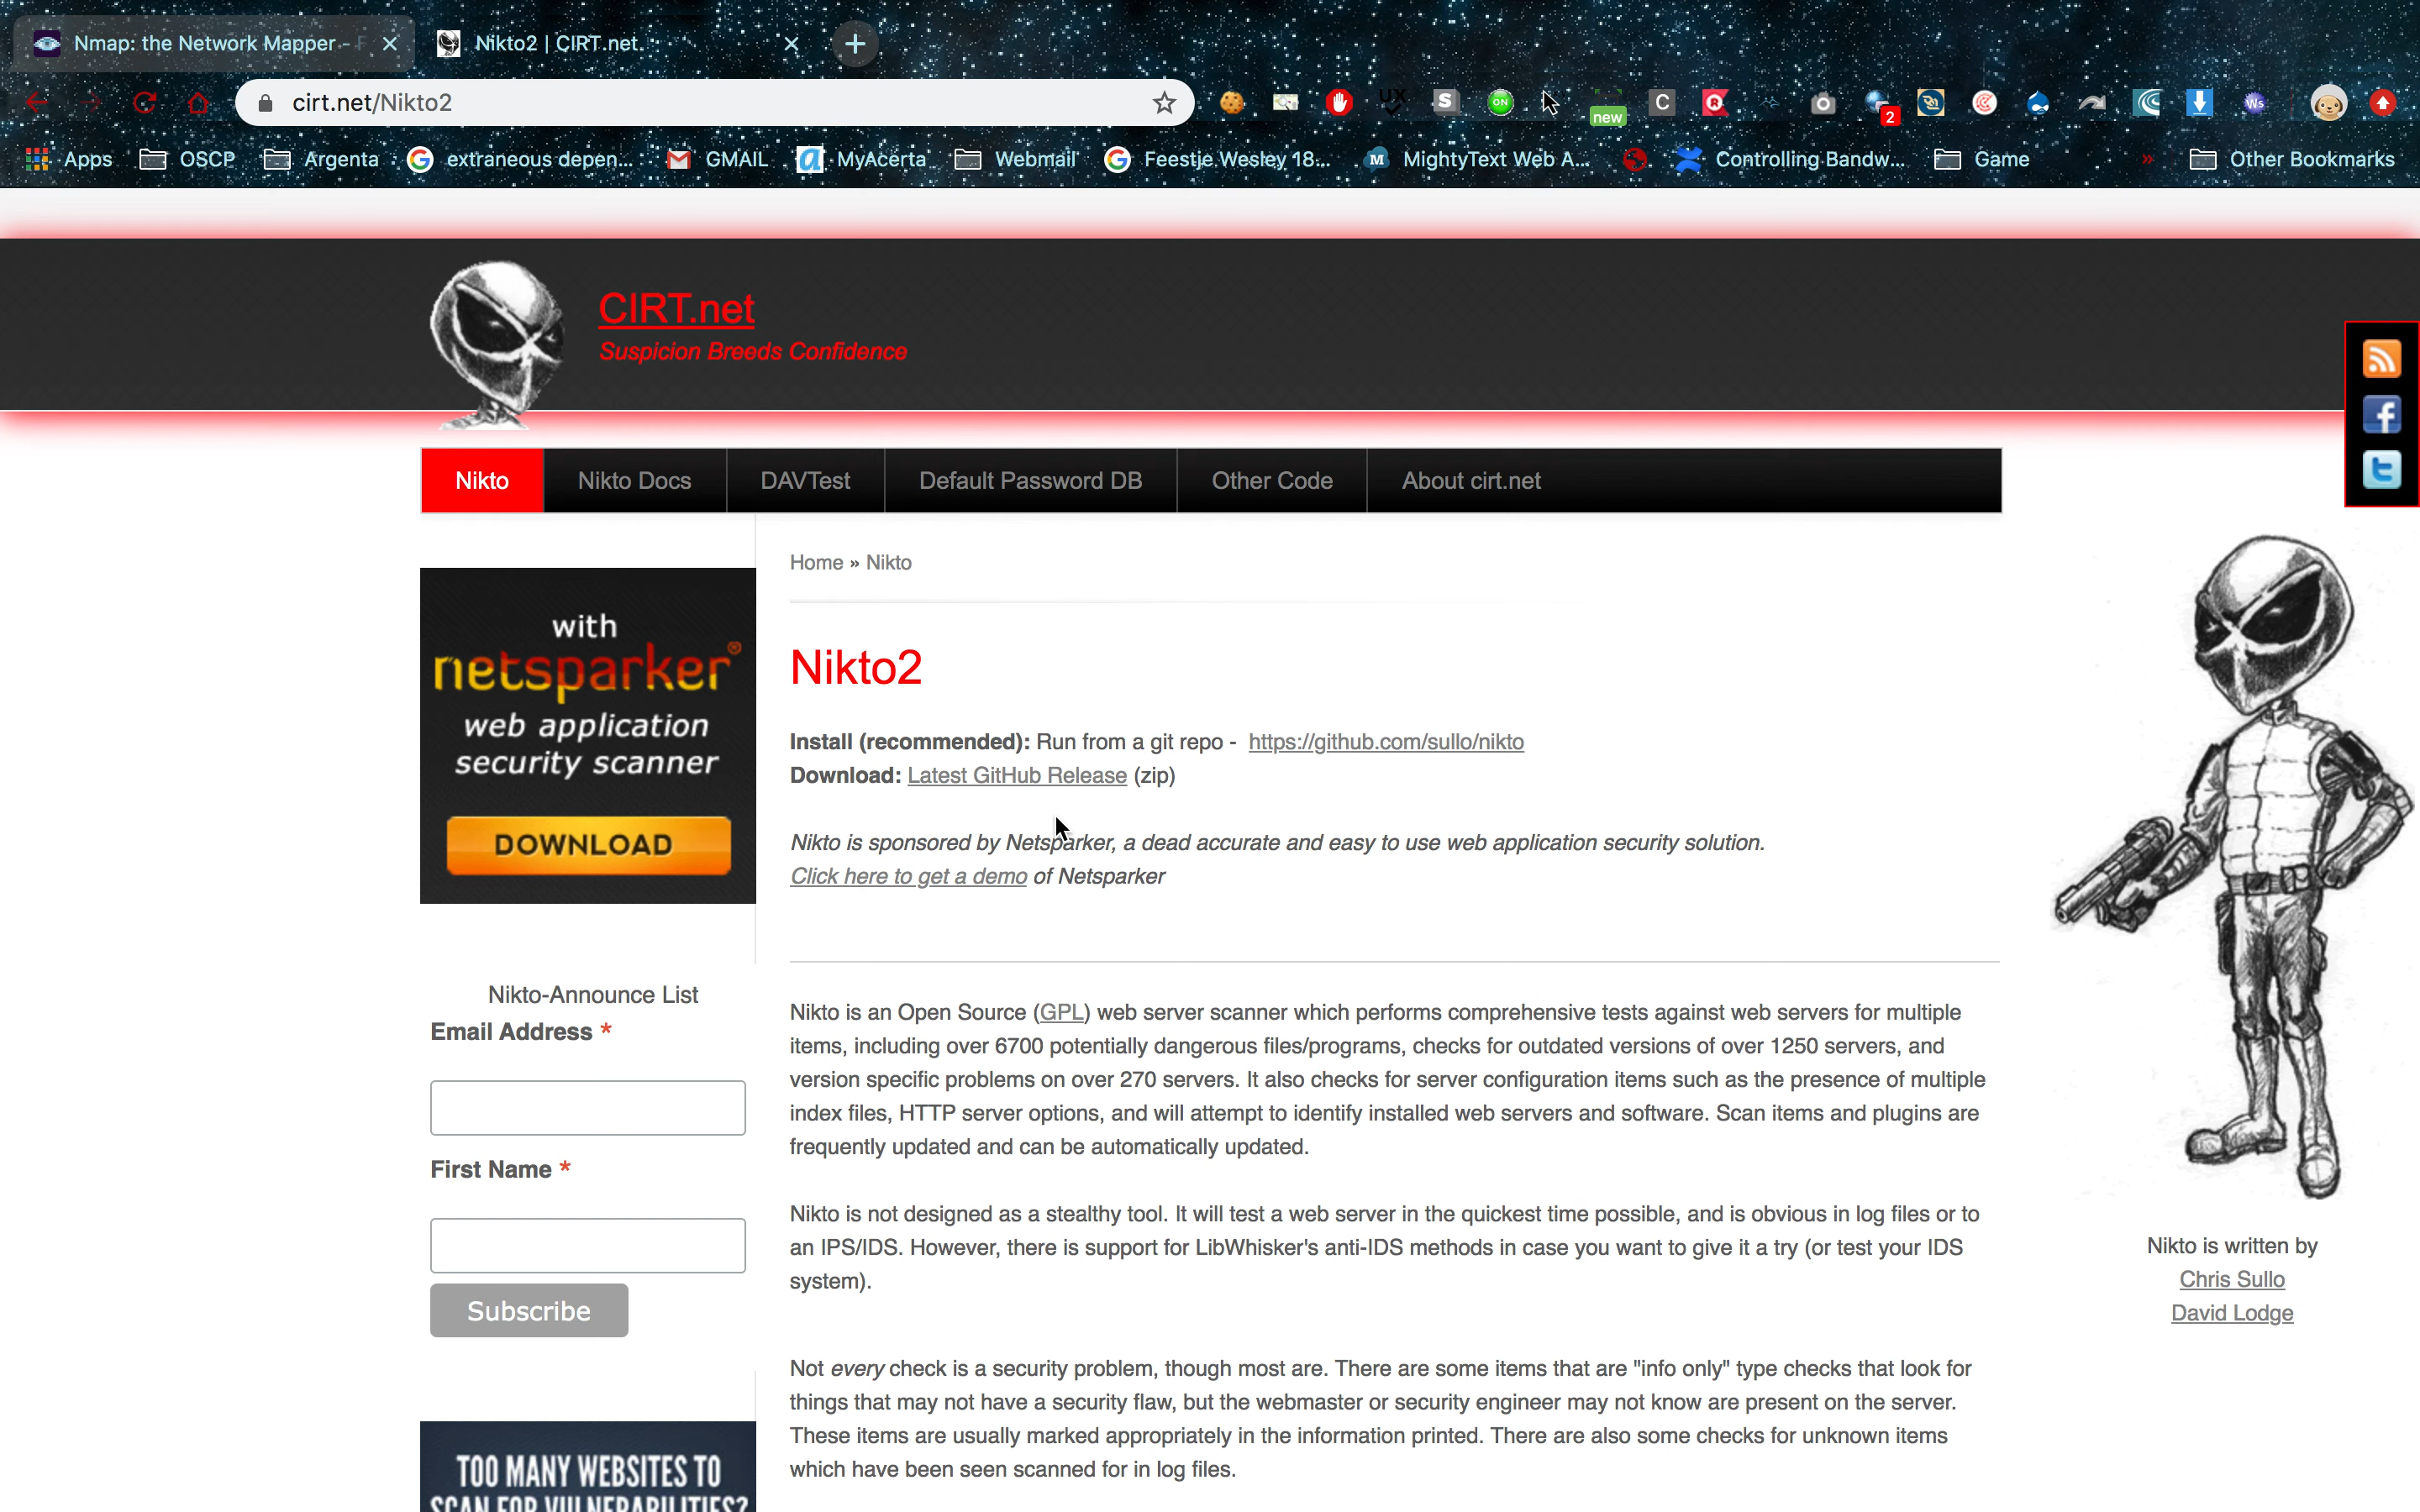 Nmap: the Network Mapper - F
Nikto2 | CIRT.net
cirt.net/Nikto2
UX
S
ON
new
C
R
2
Ws
Apps
OSCP
Argenta
extraneous depen...
GMAIL
MyAcerta
Webmail
Feestje Wesley 18...
MightyText Web A...
Controlling Bandw...
Game
»
Other Bookmarks
CIRT.net
Suspicion Breeds Confidence
Nikto
Nikto Docs
DAVTest
Default Password DB
Other Code
About cirt.net
with
netsparker®
web application
security scanner
DOWNLOAD
Nikto-Announce List
Email Address *
First Name *
Subscribe
TOO MANY WEBSITES TO
SCAN FOR VULNERABILITIES?
Home » Nikto
Nikto2
Install (recommended): Run from a git repo - https://github.com/sullo/nikto
Download: Latest GitHub Release (zip)
Nikto is sponsored by Netsparker, a dead accurate and easy to use web application security solution.
Click here to get a demo of Netsparker
Nikto is an Open Source (GPL) web server scanner which performs comprehensive tests against web servers for multiple
items, including over 6700 potentially dangerous files/programs, checks for outdated versions of over 1250 servers, and
version specific problems on over 270 servers. It also checks for server configuration items such as the presence of multiple
index files, HTTP server options, and will attempt to identify installed web servers and software. Scan items and plugins are
frequently updated and can be automatically updated.
Nikto is not designed as a stealthy tool. It will test a web server in the quickest time possible, and is obvious in log files or to
an IPS/IDS. However, there is support for LibWhisker's anti-IDS methods in case you want to give it a try (or test your IDS
system).
Not every check is a security problem, though most are. There are some items that are "info only" type checks that look for
things that may not have a security flaw, but the webmaster or security engineer may not know are present on the server.
These items are usually marked appropriately in the information printed. There are also some checks for unknown items
which have been seen scanned for in log files.
Nikto is written by
Chris Sullo
David Lodge